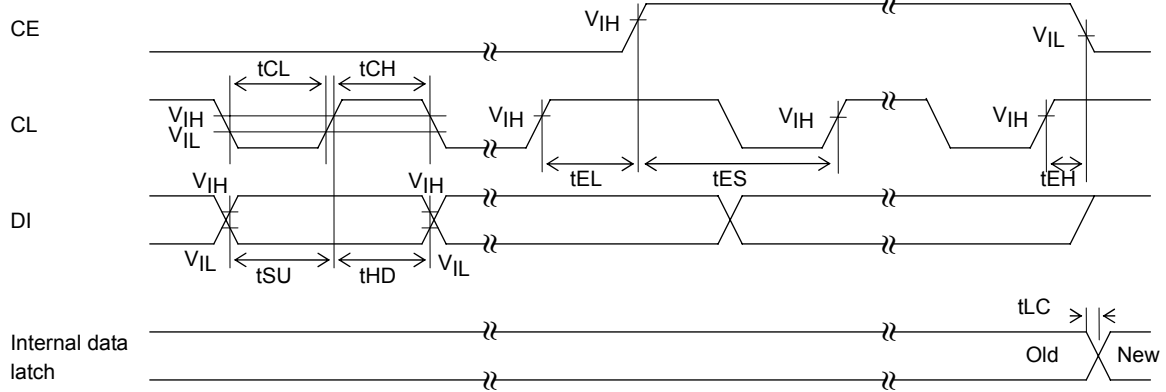 CE
VIH
VIL
tCL
tCH
CL
VIH
VIL
VIH
VIH
VIH
tEL
tES
tEH
DI
VIH
VIH
VIL
VIL
tSU
tHD
tLC
Internal data
latch
Old
New